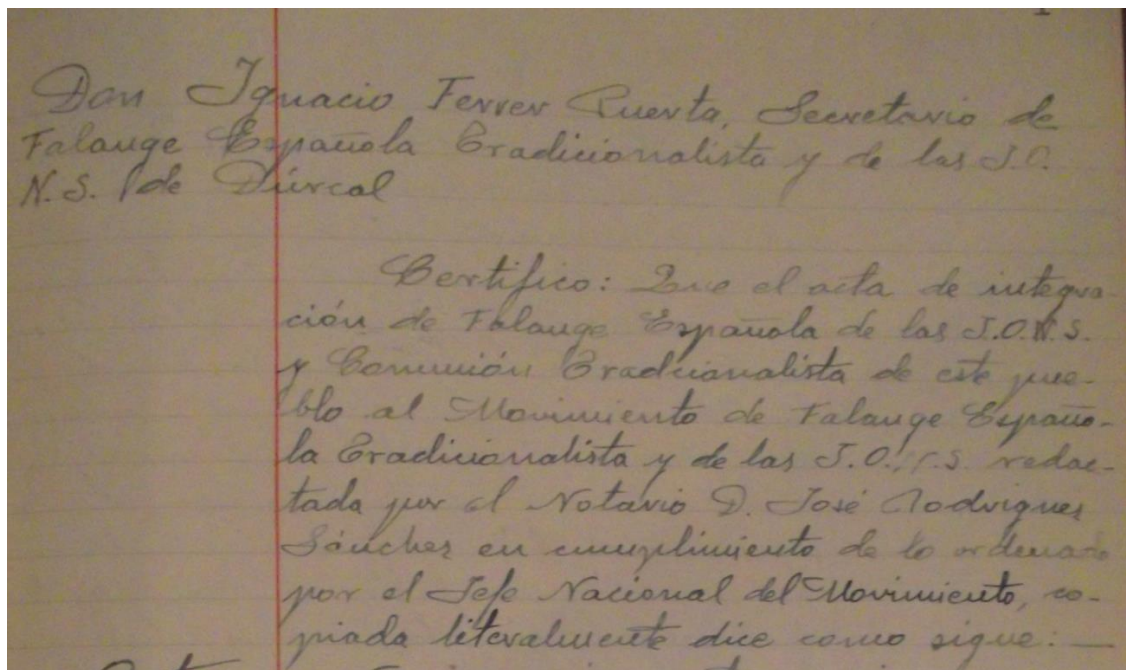 Don Ignacio Ferrer Puerta, Secretario de
Falange Española Tradicionalista y de las J.O.
N.S. de Dúrcal
Certifico: Que el acta de integra
ción de Falange Española de las J.O.N.S.
y Comunión Tradicionalista de este pue-
blo al Movimiento de Falange Españo-
la Tradicionalista y de las J.O.N.S. redac-
tada por el Notario D. José Rodriguez
Sánchez en cumplimiento de lo ordenado
por el Jefe Nacional del Movimiento, co-
piada literalmente dice como sigue: —